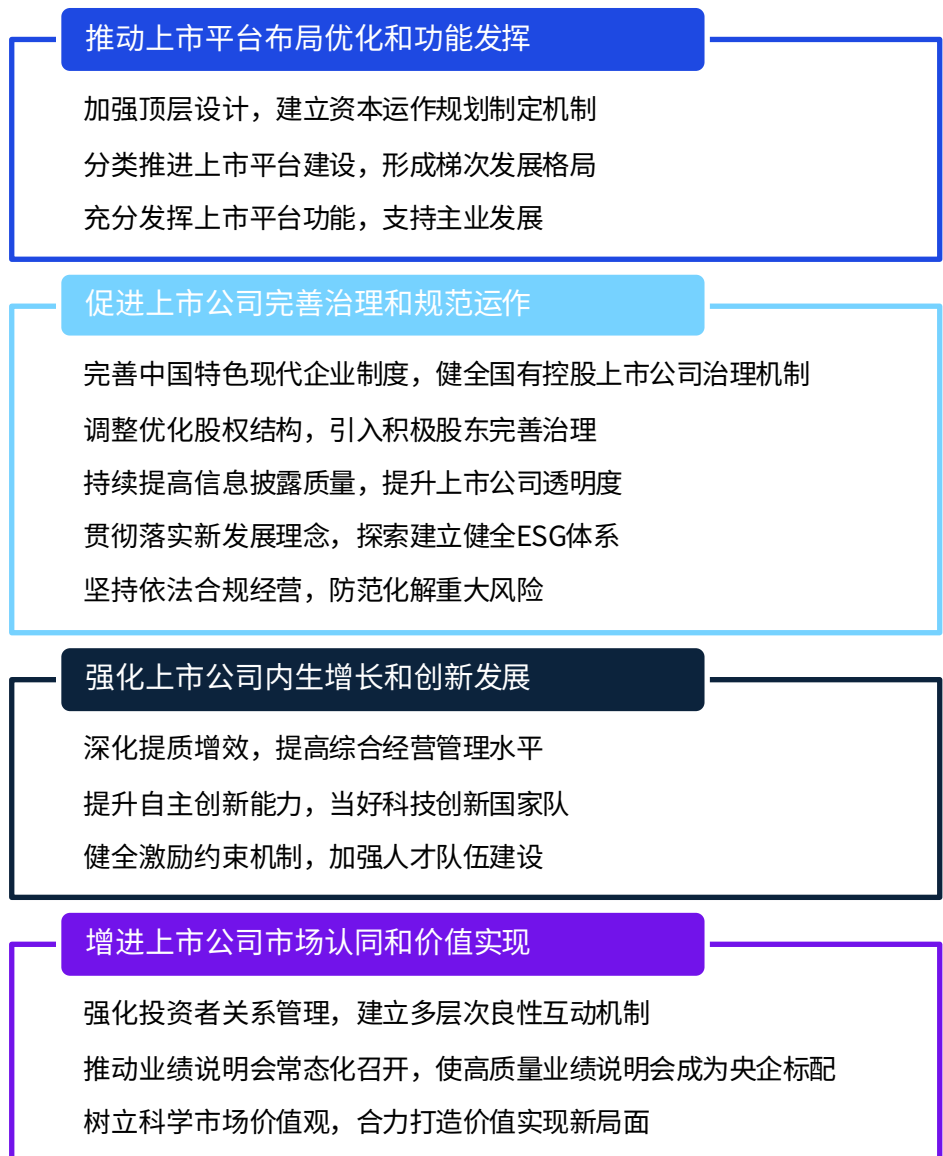 推动上市平台布局优化和功能发挥
加强顶层设计，建立资本运作规划制定机制
分类推进上市平台建设，形成梯次发展格局
充分发挥上市平台功能，支持主业发展
促进上市公司完善治理和规范运作
完善中国特色现代企业制度，健全国有控股上市公司治理机制
调整优化股权结构，引入积极股东完善治理
持续提高信息披露质量，提升上市公司透明度
贯彻落实新发展理念，探索建立健全ESG体系
坚持依法合规经营，防范化解重大风险
强化上市公司内生增长和创新发展
深化提质增效，提高综合经营管理水平
提升自主创新能力，当好科技创新国家队
健全激励约束机制，加强人才队伍建设
增进上市公司市场认同和价值实现
强化投资者关系管理，建立多层次良性互动机制
推动业绩说明会常态化召开，使高质量业绩说明会成为央企标配
树立科学市场价值观，合力打造价值实现新局面